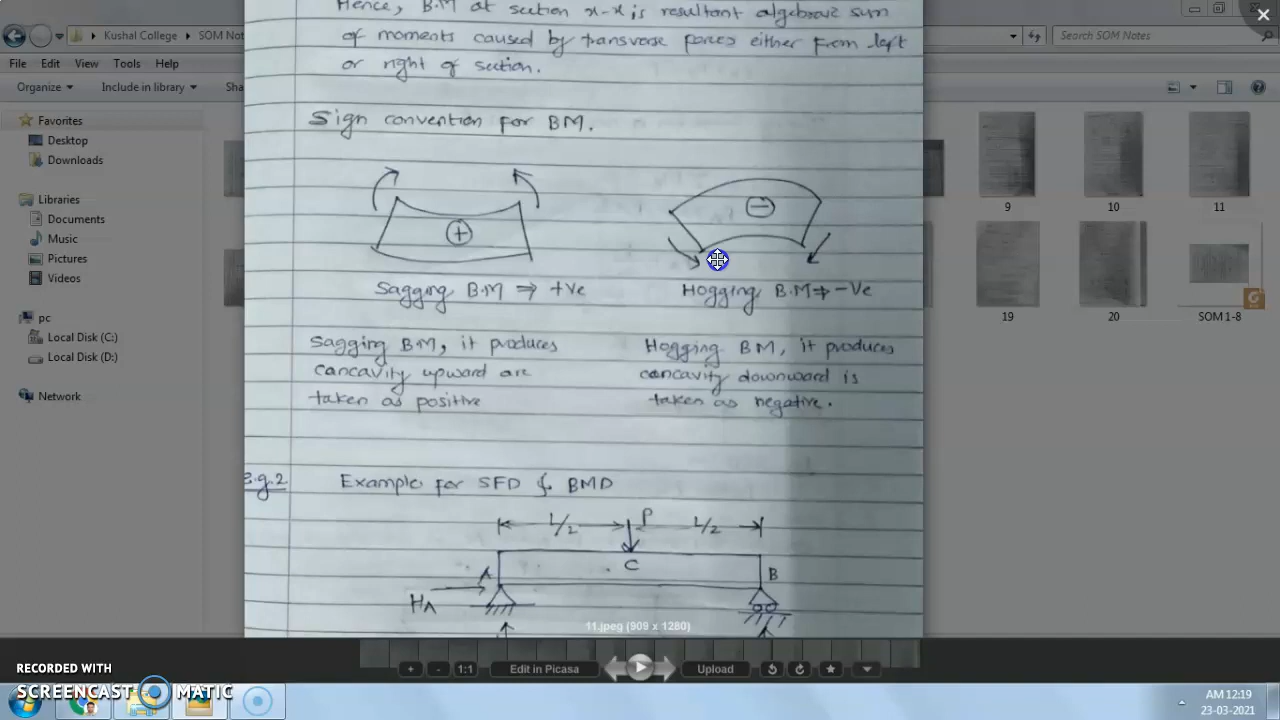 Hence, B.M at section x-x is resultant algebraic sum
of moments caused by transverse forces either from left
or right of section.
Sign convention for BM.
+
−
Sagging B.M ⇒ +ve
Hogging B.M ⇒ -Ve
Sagging BM, it produces
concavity upward are
taken as positive
Hogging BM, it produces
concavity downward is
taken as negative.
e.g.2
Example for SFD & BMD
L/2
P
L/2
A
C
B
HA
11.jpeg (909 x 1280)
Kushal College
SOM Not
Search SOM Notes
File
Edit
View
Tools
Help
Organize
Include in library
Sha
Favorites
Desktop
Downloads
Libraries
Documents
Music
Pictures
Videos
pc
Local Disk (C:)
Local Disk (D:)
Network
9
10
11
19
20
SOM 1-8
1:1
Edit in Picasa
Upload
RECORDED WITH
SCREENCAST MATIC
AM 12:19
23-03-2021